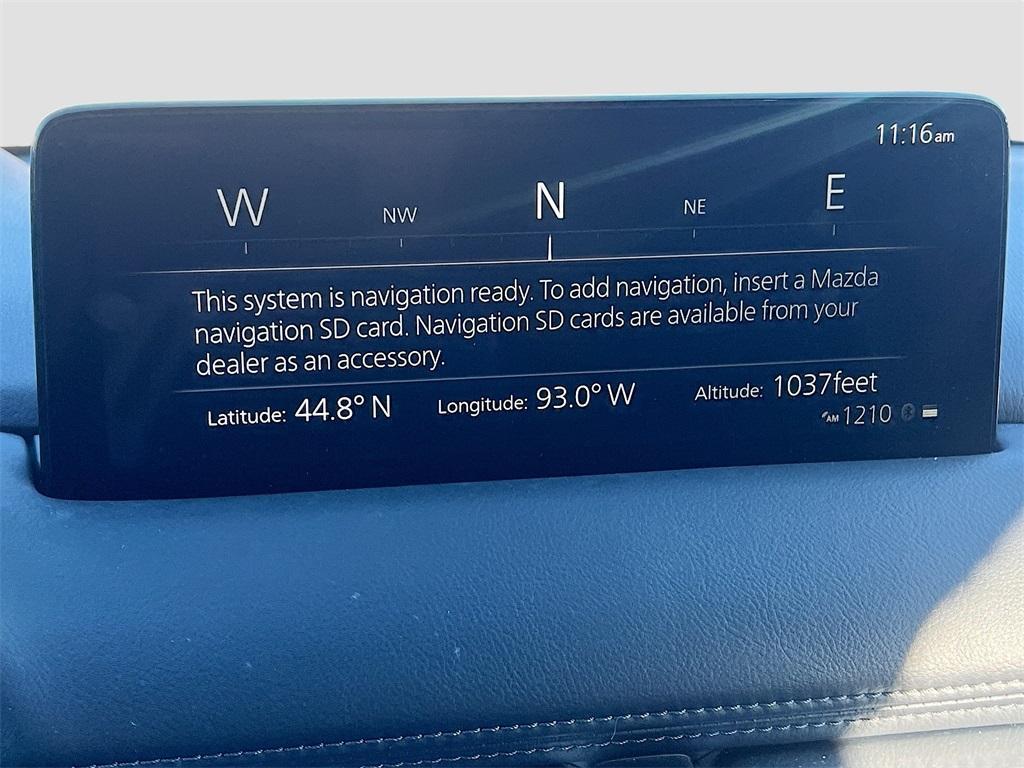 11:16am
W NW N NE E
This system is navigation ready. To add navigation, insert a Mazda
navigation SD card. Navigation SD cards are available from your
dealer as an accessory.
Latitude: 44.8° N Longitude: 93.0° W Altitude: 1037feet
AM 1210